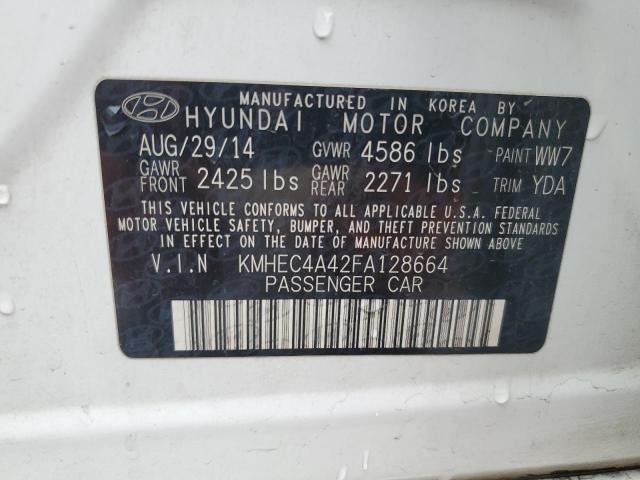 MANUFACTURED IN KOREA BY
HYUNDAI MOTOR COMPANY
AUG/29/14 GVWR 4586 lbs PAINT WW7
GAWR FRONT 2425 lbs GAWR REAR 2271 lbs TRIM YDA
THIS VEHICLE CONFORMS TO ALL APPLICABLE U.S.A. FEDERAL
MOTOR VEHICLE SAFETY, BUMPER, AND THEFT PREVENTION STANDARDS
IN EFFECT ON THE DATE OF MANUFACTURE SHOWN ABOVE.
V.I.N KMHEC4A42FA128664
PASSENGER CAR